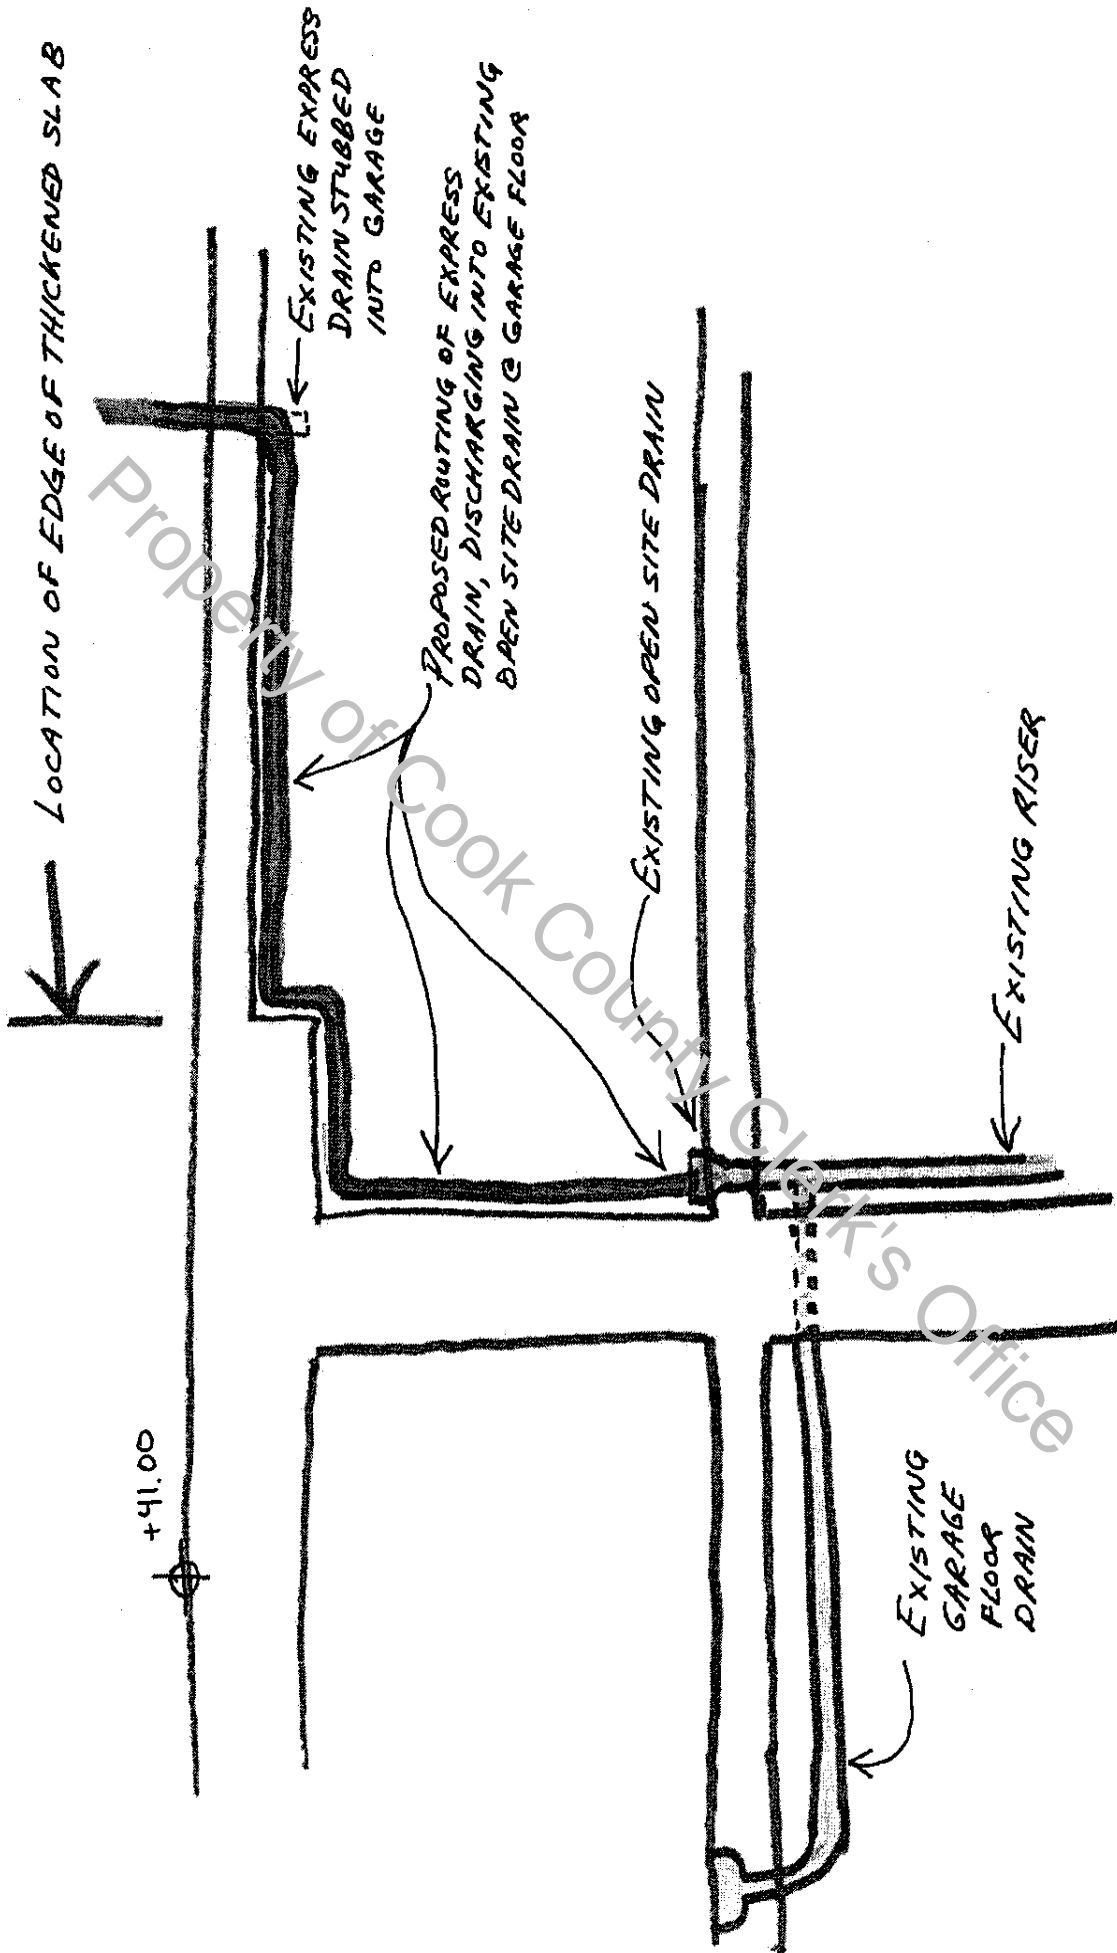 LOCATION OF EDGE OF THICKENED SLAB
EXISTING EXPRESS
DRAIN STUBBED
INTO GARAGE
PROPOSED ROUTING OF EXPRESS
DRAIN, DISCHARGING INTO EXISTING
OPEN SITE DRAIN @ GARAGE FLOOR
EXISTING OPEN SITE DRAIN
EXISTING RISER
+41.00
EXISTING
GARAGE
FLOOR
DRAIN
Property of Cook County Clerk's Office